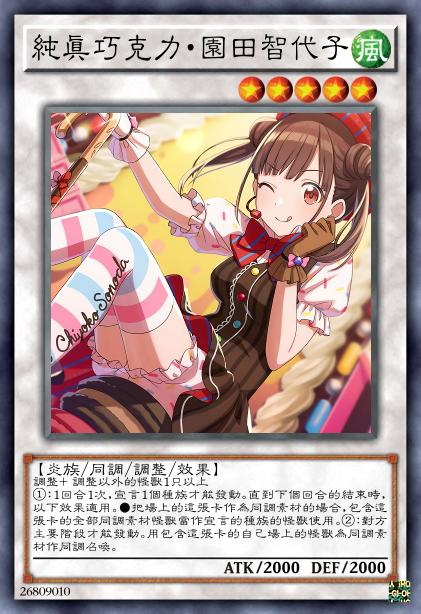 純真巧克力・園田智代子
風
Chiyoko Sonoda
【炎族/同調/調整/效果】
調整＋調整以外的怪獸1只以上
①：1回合1次，宣言1個種族才能發動。直到下個回合的結束時，
以下效果適用。●把場上的這張卡作為同調素材的場合，包含這
張卡的全部同調素材怪獸當作宣言的種族的怪獸使用。②：對方
主要階段才能發動。用包含這張卡的自己場上的怪獸為同調素
材作同調召喚。
ATK/2000 DEF/2000
26809010